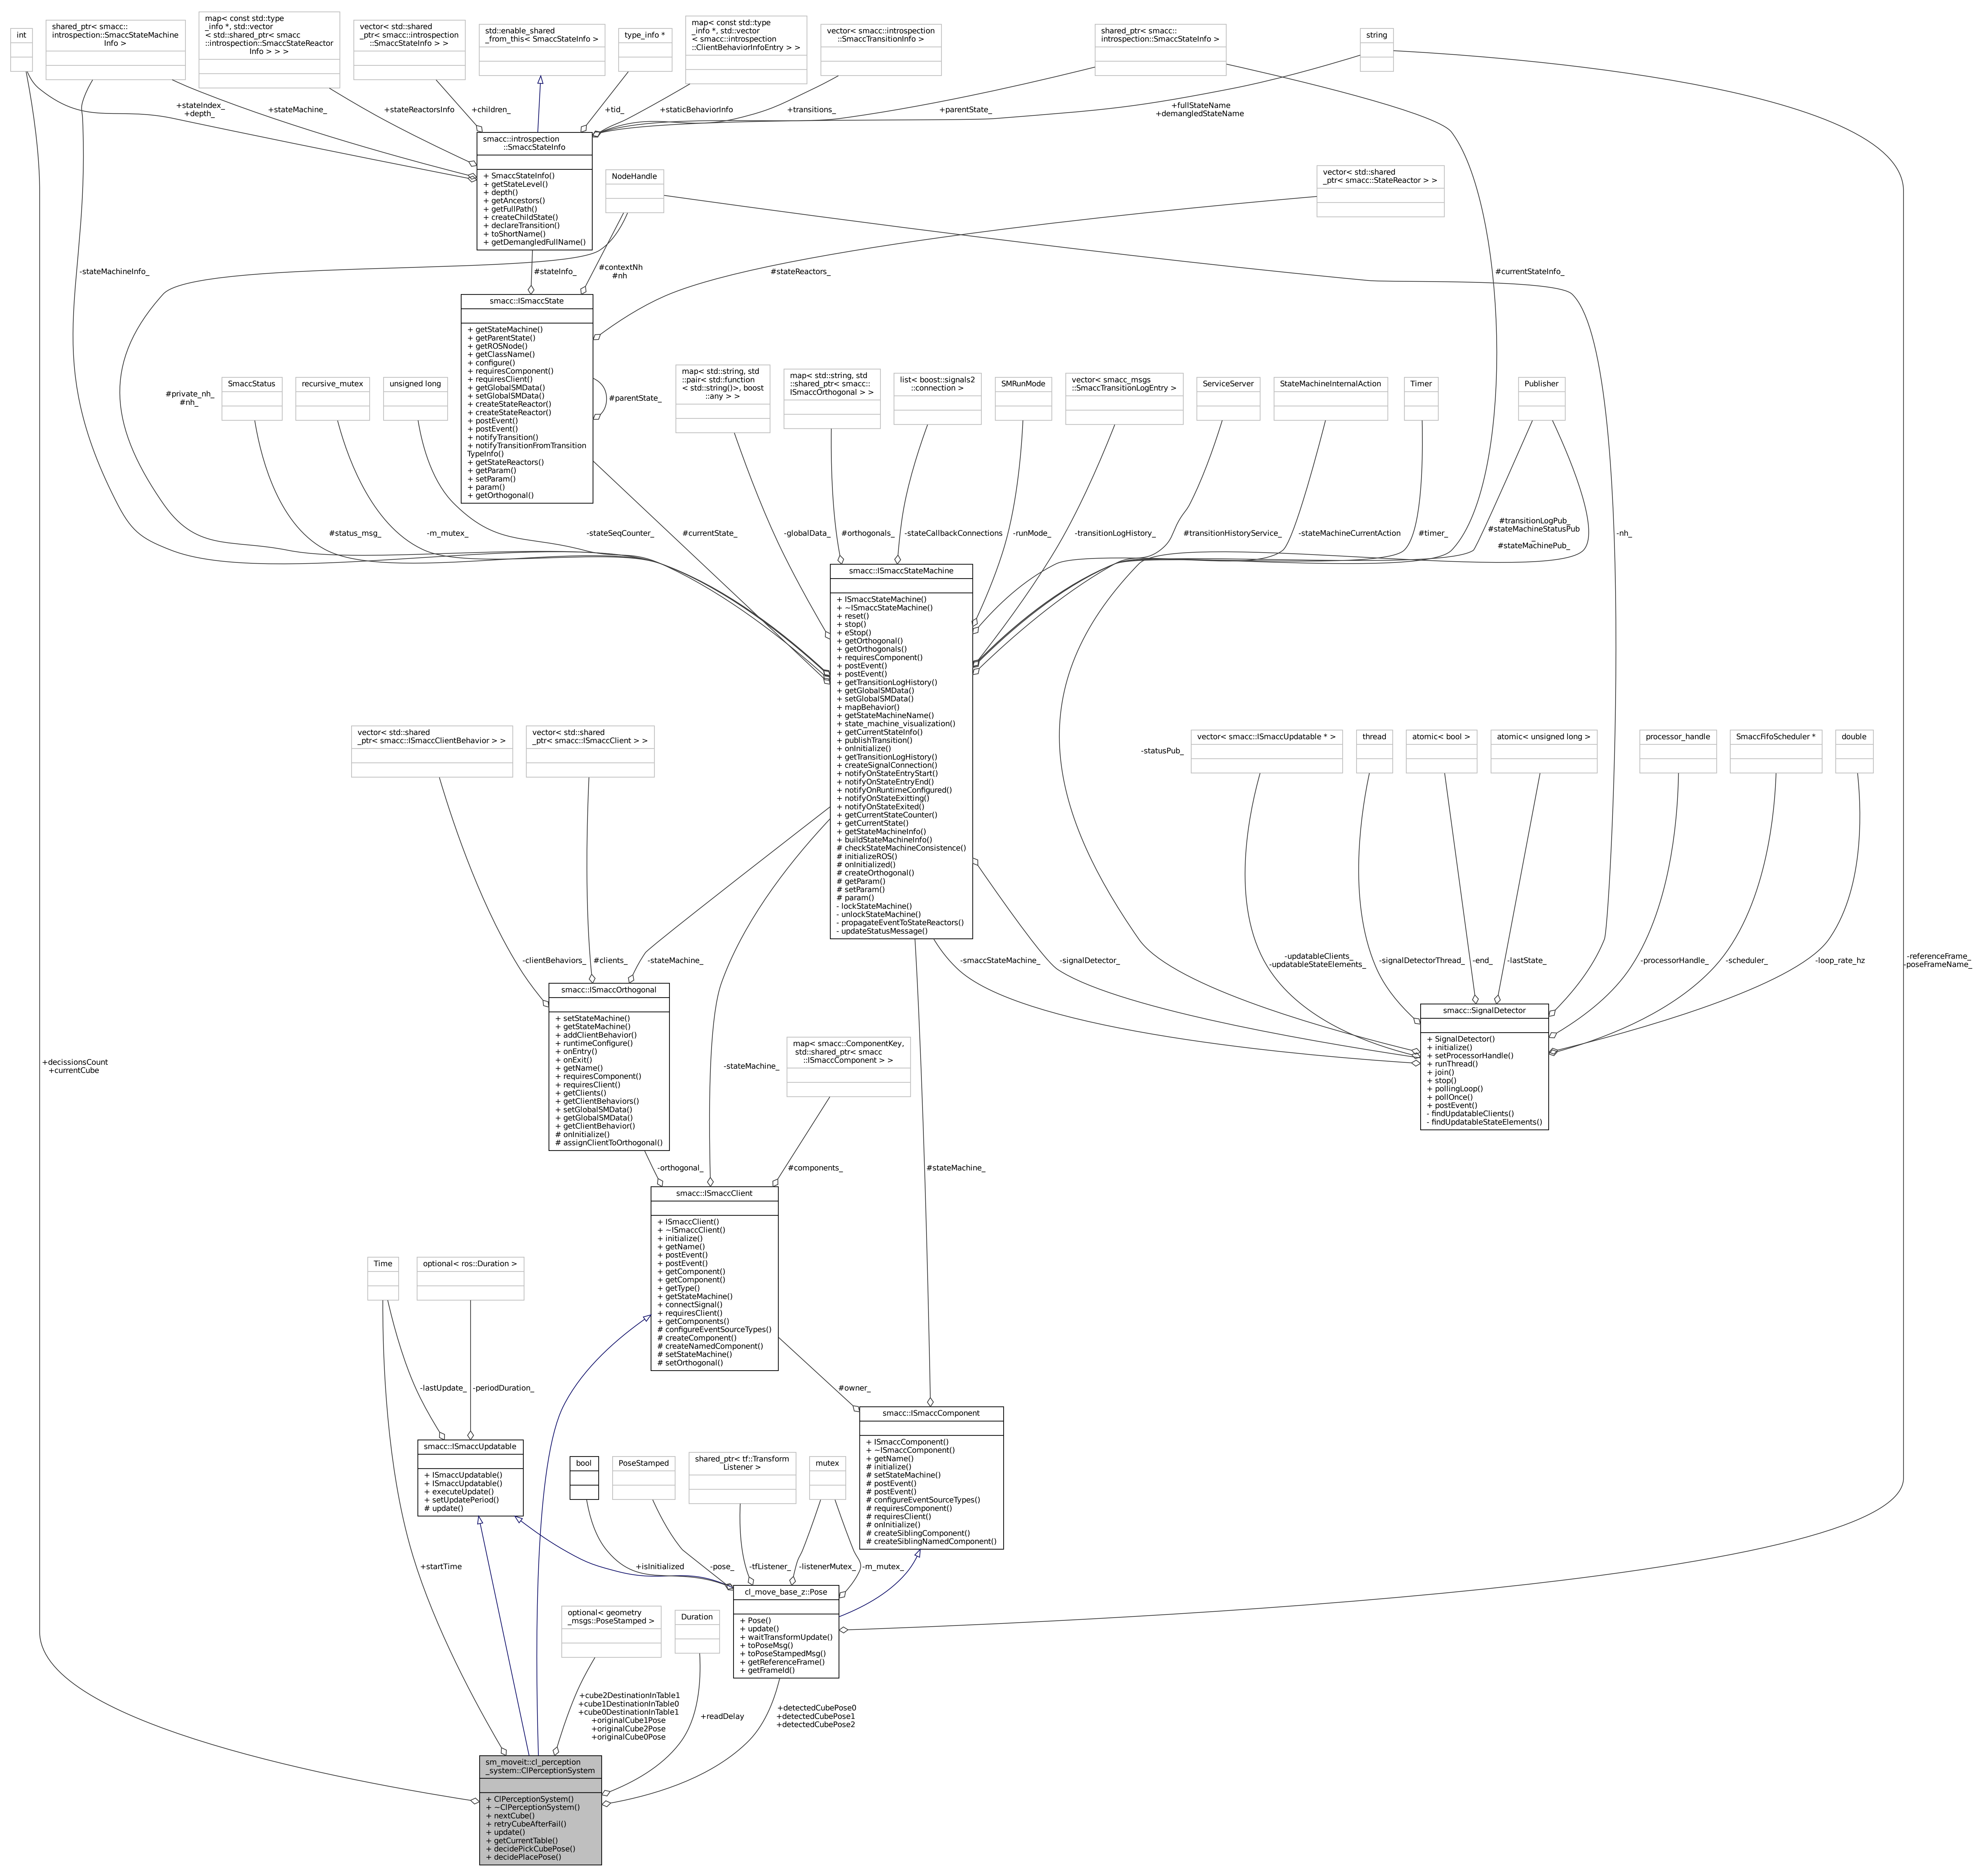 int
shared_ptr< smacc::
introspection::SmaccStateMachine
Info >
map< const std::type
_info *, std::vector
< std::shared_ptr< smacc
::introspection::SmaccStateReactor
Info > > >
vector< std::shared
_ptr< smacc::introspection
::SmaccStateInfo > >
std::enable_shared
_from_this< SmaccStateInfo >
type_info *
map< const std::type
_info *, std::vector
< smacc::introspection
::ClientBehaviorInfoEntry > >
vector< smacc::introspection
::SmaccTransitionInfo >
shared_ptr< smacc::
introspection::SmaccStateInfo >
string
+stateIndex_
+depth_
+stateMachine_
+stateReactorsInfo
+children_
+tid_
+staticBehaviorInfo
+transitions_
+parentState_
+fullStateName
+demangledStateName
smacc::introspection
::SmaccStateInfo
+ SmaccStateInfo()
+ getStateLevel()
+ depth()
+ getAncestors()
+ getFullPath()
+ createChildState()
+ declareTransition()
+ toShortName()
+ getDemangledFullName()
NodeHandle
vector< std::shared
_ptr< smacc::StateReactor > >
-stateMachineInfo_
#stateInfo_
#contextNh
#nh
#stateReactors_
#currentStateInfo_
smacc::ISmaccState
+ getStateMachine()
+ getParentState()
+ getROSNode()
+ getClassName()
+ configure()
+ requiresComponent()
+ requiresClient()
+ getGlobalSMData()
+ setGlobalSMData()
+ createStateReactor()
+ createStateReactor()
+ postEvent()
+ postEvent()
+ notifyTransition()
+ notifyTransitionFromTransition
TypeInfo()
+ getStateReactors()
+ getParam()
+ setParam()
+ param()
+ getOrthogonal()
#parentState_
#private_nh_
#nh_
SmaccStatus
recursive_mutex
unsigned long
map< std::string, std
::pair< std::function
< std::string()>, boost
::any > >
map< std::string, std
::shared_ptr< smacc::
ISmaccOrthogonal > >
list< boost::signals2
::connection >
SMRunMode
vector< smacc_msgs
::SmaccTransitionLogEntry >
ServiceServer
StateMachineInternalAction
Timer
Publisher
#status_msg_
-m_mutex_
-stateSeqCounter_
#currentState_
-globalData_
#orthogonals_
-stateCallbackConnections
-runMode_
-transitionLogHistory_
#transitionHistoryService_
-stateMachineCurrentAction
#timer_
#transitionLogPub_
#stateMachineStatusPub
_
#stateMachinePub_
-nh_
smacc::ISmaccStateMachine
+ ISmaccStateMachine()
+ ~ISmaccStateMachine()
+ reset()
+ stop()
+ eStop()
+ getOrthogonal()
+ getOrthogonals()
+ requiresComponent()
+ postEvent()
+ postEvent()
+ getTransitionLogHistory()
+ getGlobalSMData()
+ setGlobalSMData()
+ mapBehavior()
+ getStateMachineName()
+ state_machine_visualization()
+ getCurrentStateInfo()
+ publishTransition()
+ onInitialize()
+ getTransitionLogHistory()
+ createSignalConnection()
+ notifyOnStateEntryStart()
+ notifyOnStateEntryEnd()
+ notifyOnRuntimeConfigured()
+ notifyOnStateExitting()
+ notifyOnStateExited()
+ getCurrentStateCounter()
+ getCurrentState()
+ getStateMachineInfo()
+ buildStateMachineInfo()
# checkStateMachineConsistence()
# initializeROS()
# onInitialized()
# createOrthogonal()
# getParam()
# setParam()
# param()
- lockStateMachine()
- unlockStateMachine()
- propagateEventToStateReactors()
- updateStatusMessage()
vector< std::shared
_ptr< smacc::ISmaccClientBehavior > >
vector< std::shared
_ptr< smacc::ISmaccClient > >
-statusPub_
vector< smacc::ISmaccUpdatable * >
thread
atomic< bool >
atomic< unsigned long >
processor_handle
SmaccFifoScheduler *
double
-clientBehaviors_
#clients_
-stateMachine_
-smaccStateMachine_
-signalDetector_
-updatableClients_
-updatableStateElements_
-signalDetectorThread_
-end_
-lastState_
-processorHandle_
-scheduler_
-loop_rate_hz
-referenceFrame_
-poseFrameName_
smacc::ISmaccOrthogonal
+ setStateMachine()
+ getStateMachine()
+ addClientBehavior()
+ runtimeConfigure()
+ onEntry()
+ onExit()
+ getName()
+ requiresComponent()
+ requiresClient()
+ getClients()
+ getClientBehaviors()
+ setGlobalSMData()
+ getGlobalSMData()
+ getClientBehavior()
# onInitialize()
# assignClientToOrthogonal()
smacc::SignalDetector
+ SignalDetector()
+ initialize()
+ setProcessorHandle()
+ runThread()
+ join()
+ stop()
+ pollingLoop()
+ pollOnce()
+ postEvent()
- findUpdatableClients()
- findUpdatableStateElements()
+decissionsCount
+currentCube
-stateMachine_
map< smacc::ComponentKey,
std::shared_ptr< smacc
::ISmaccComponent > >
-orthogonal_
#components_
#stateMachine_
smacc::ISmaccClient
+ ISmaccClient()
+ ~ISmaccClient()
+ initialize()
+ getName()
+ postEvent()
+ postEvent()
+ getComponent()
+ getComponent()
+ getType()
+ getStateMachine()
+ connectSignal()
+ requiresClient()
+ getComponents()
# configureEventSourceTypes()
# createComponent()
# createNamedComponent()
# setStateMachine()
# setOrthogonal()
Time
optional< ros::Duration >
-lastUpdate_
-periodDuration_
#owner_
smacc::ISmaccUpdatable
+ ISmaccUpdatable()
+ ISmaccUpdatable()
+ executeUpdate()
+ setUpdatePeriod()
# update()
smacc::ISmaccComponent
+ ISmaccComponent()
+ ~ISmaccComponent()
+ getName()
# initialize()
# setStateMachine()
# postEvent()
# postEvent()
# configureEventSourceTypes()
# requiresComponent()
# requiresClient()
# onInitialize()
# createSiblingComponent()
# createSiblingNamedComponent()
bool
PoseStamped
shared_ptr< tf::Transform
Listener >
mutex
+startTime
+isInitialized
-pose_
-tfListener_
-listenerMutex_
-m_mutex_
cl_move_base_z::Pose
+ Pose()
+ update()
+ waitTransformUpdate()
+ toPoseMsg()
+ toPoseStampedMsg()
+ getReferenceFrame()
+ getFrameId()
optional< geometry
_msgs::PoseStamped >
Duration
+cube2DestinationInTable1
+cube1DestinationInTable0
+cube0DestinationInTable1
+originalCube1Pose
+originalCube2Pose
+originalCube0Pose
+readDelay
+detectedCubePose0
+detectedCubePose1
+detectedCubePose2
sm_moveit::cl_perception
_system::ClPerceptionSystem
+ ClPerceptionSystem()
+ ~ClPerceptionSystem()
+ nextCube()
+ retryCubeAfterFail()
+ update()
+ getCurrentTable()
+ decidePickCubePose()
+ decidePlacePose()